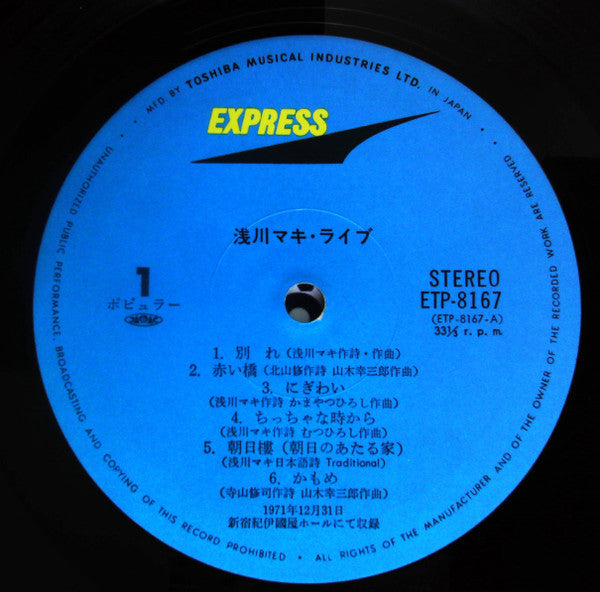 MFD. BY TOSHIBA MUSICAL INDUSTRIES LTD. IN JAPAN •
EXPRESS
浅川マキ・ライブ
1
ポピュラー
STEREO
ETP-8167
(ETP-8167-A)
33⅓ r. p. m.
1. 別 れ (浅川マキ作詩・作曲)
2. 赤い橋 (北山修作詩 山木幸三郎作曲)
3. にぎわい
(浅川マキ作詩 かまやつひろし作曲)
4. ちっちゃな時から
(浅川マキ作詩 むつひろし作曲)
5. 朝日樓 (朝日のあたる家)
(浅川マキ日本語詩 Traditional)
6. かもめ
(寺山修司作詩 山木幸三郎作曲)
1971年12月31日
新宿紀伊國屋ホールにて収録
UNAUTHORIZED PUBLIC PERFORMANCE, BROADCASTING AND COPYING OF THIS RECORD PROHIBITED • ALL RIGHTS OF THE MANUFACTURER AND OF THE OWNER OF THE RECORDED WORK ARE RESERVED